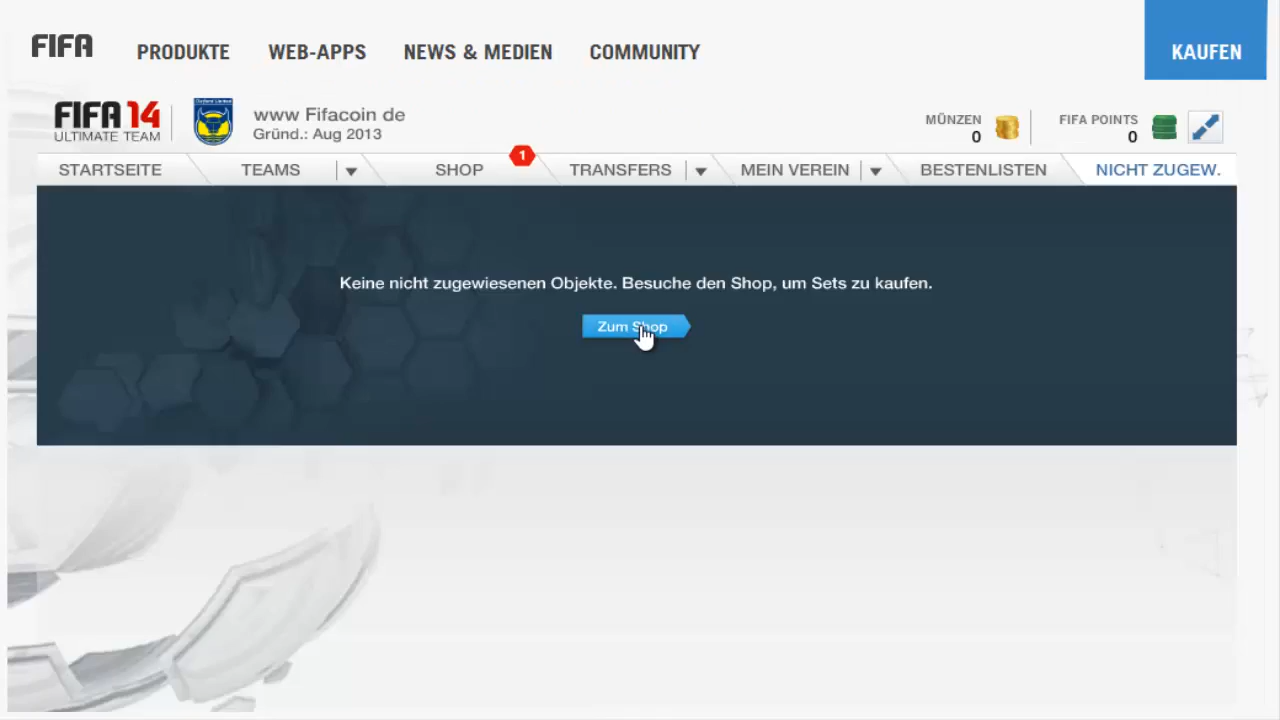 FIFA
PRODUKTE
WEB-APPS
NEWS & MEDIEN
COMMUNITY
KAUFEN
FIFA 14
ULTIMATE TEAM
www Fifacoin de
Gründ.: Aug 2013
MÜNZEN
0
FIFA POINTS
0
STARTSEITE
TEAMS
SHOP
1
TRANSFERS
MEIN VEREIN
BESTENLISTEN
NICHT ZUGEW.
Keine nicht zugewiesenen Objekte. Besuche den Shop, um Sets zu kaufen.
Zum Shop